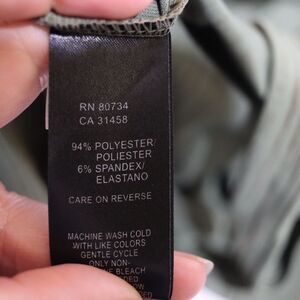 RN 80734
CA 31458
94% POLYESTER/
POLIESTER
6% SPANDEX/
ELASTANO
CARE ON REVERSE
MACHINE WASH COLD
WITH LIKE COLORS
GENTLE CYCLE
ONLY NON-
BLEACH